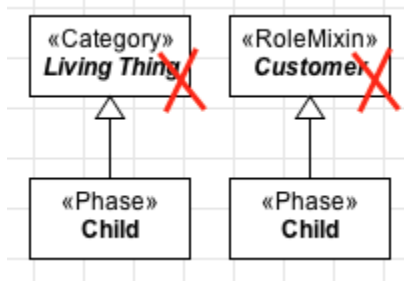 «Category»
Living Thing
«RoleMixin»
Customer
«Phase»
Child
«Phase»
Child